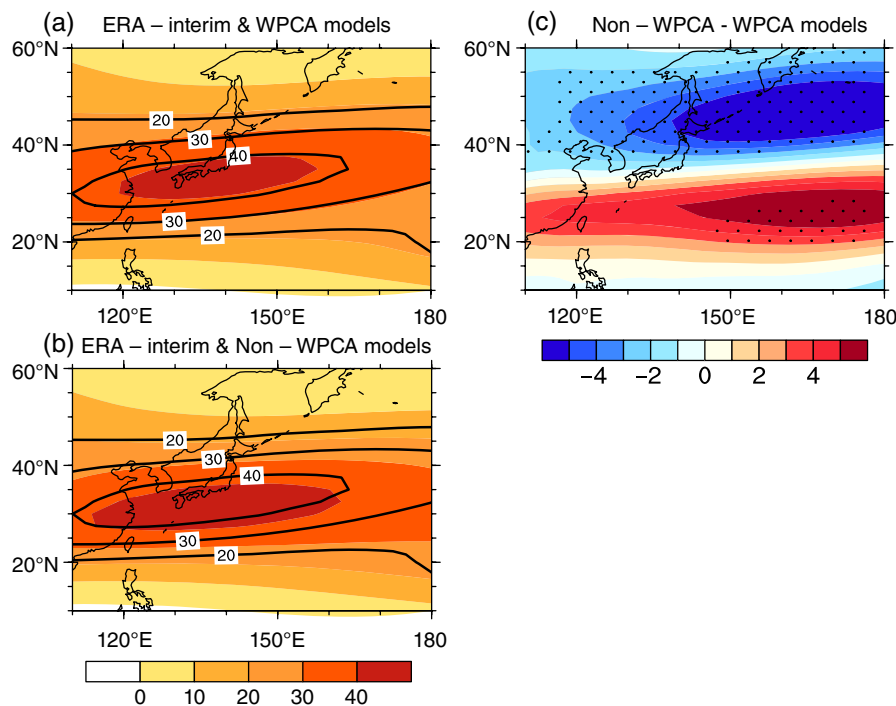 (a) ERA – interim & WPCA models
60°N
40°N
20°N
20
30
40
30
20
120°E 150°E 180
(b) ERA – interim & Non – WPCA models
60°N
40°N
20°N
20
30
40
30
20
120°E 150°E 180
0 10 20 30 40
(c) Non – WPCA - WPCA models
60°N
40°N
20°N
120°E 150°E 180
−4 −2 0 2 4